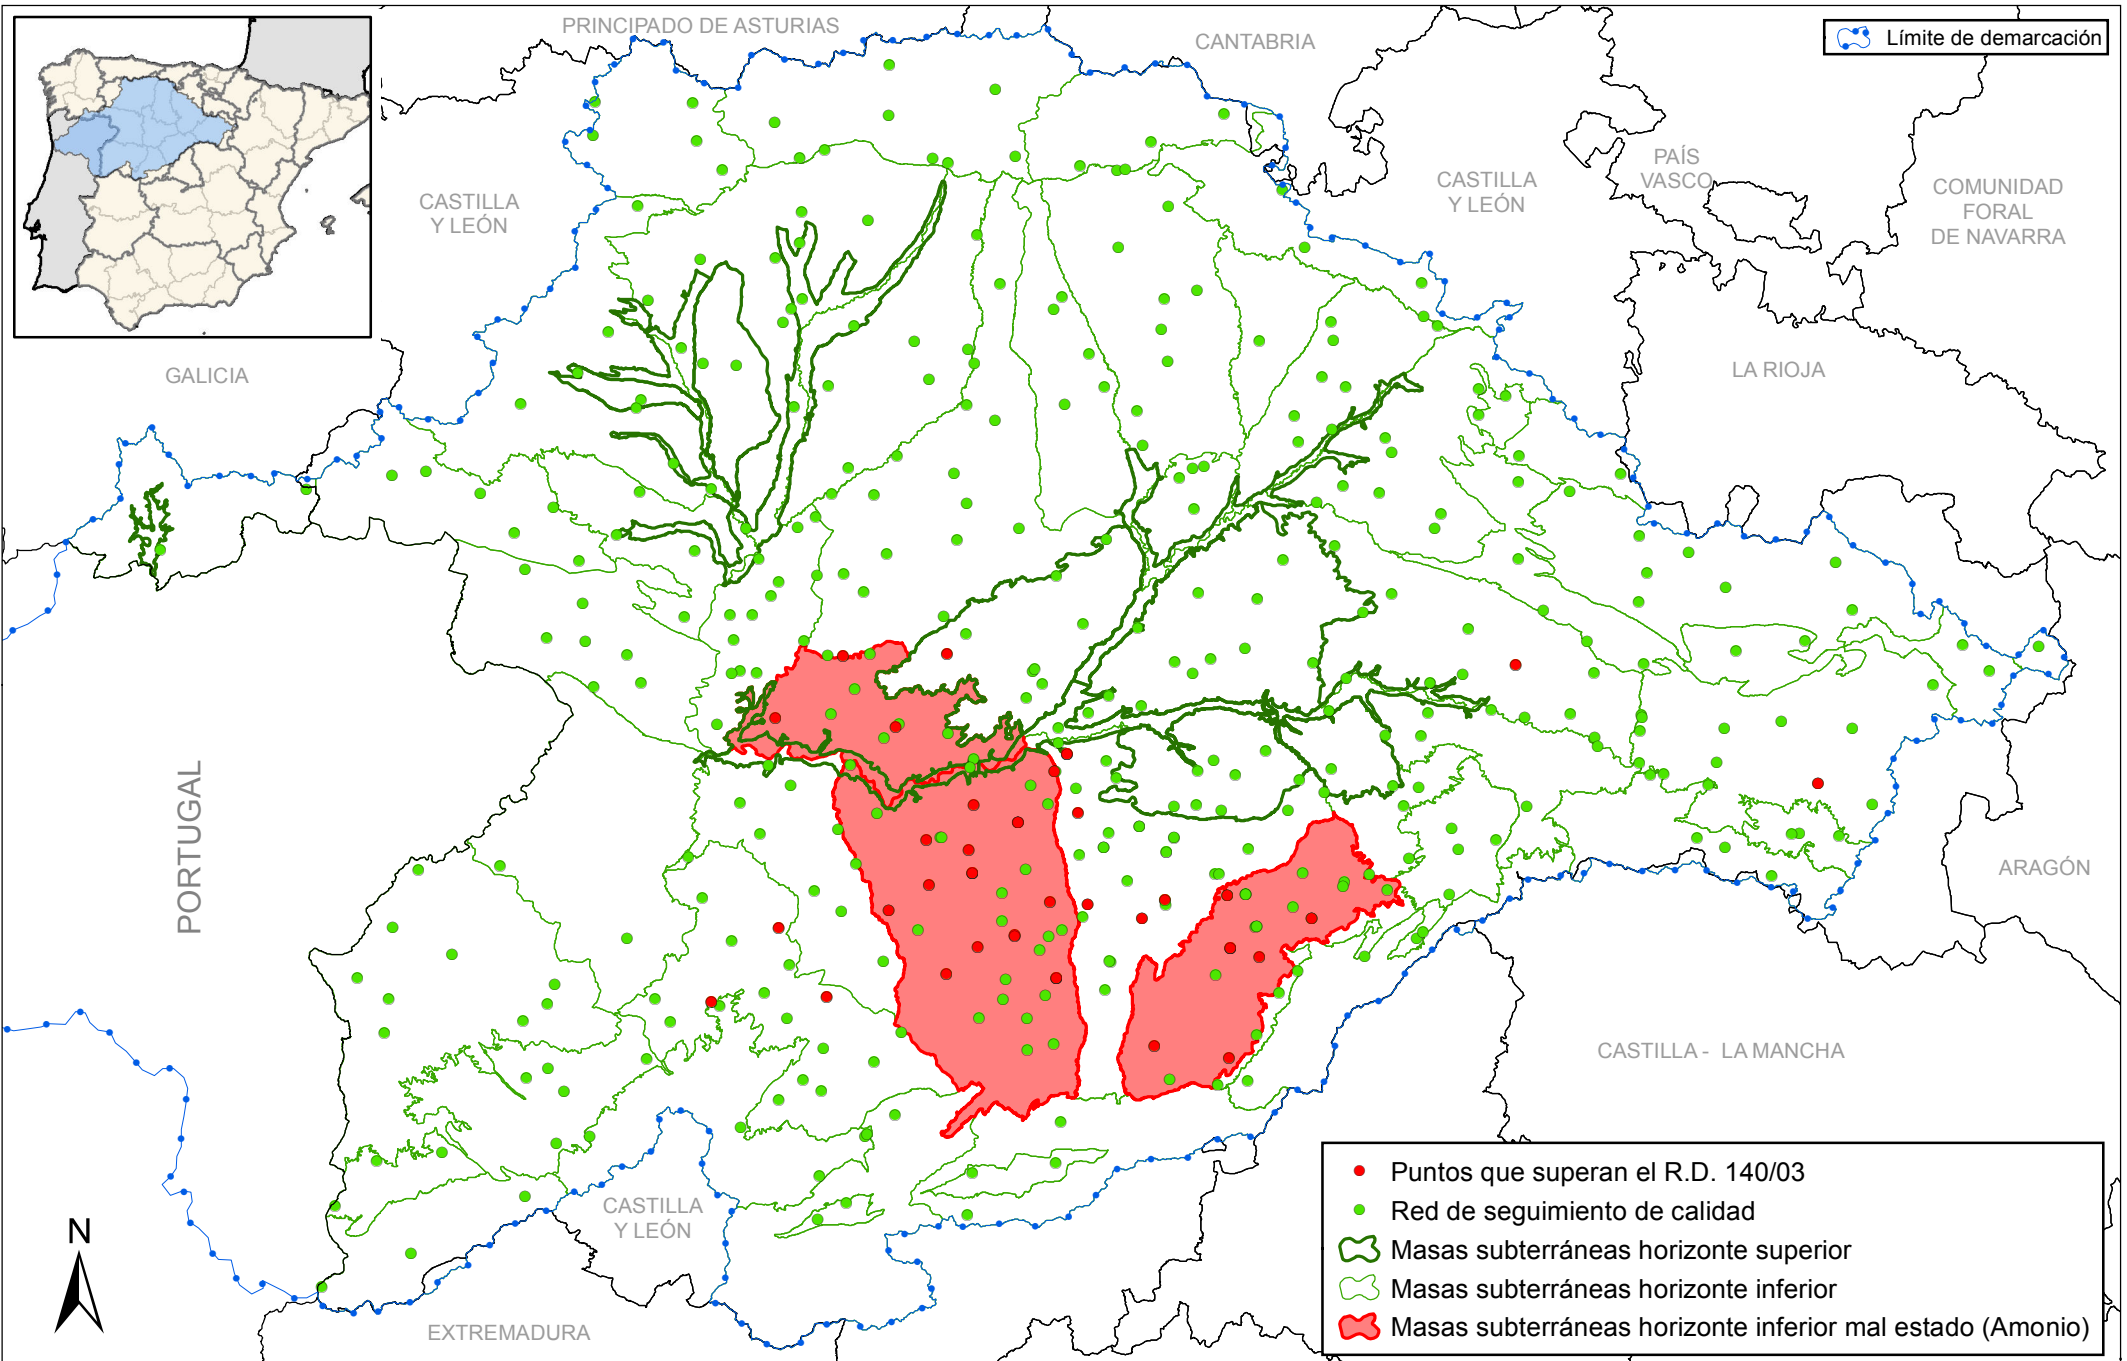 PRINCIPADO DE ASTURIAS
CANTABRIA
Límite de demarcación
CASTILLA
Y LEÓN
CASTILLA
Y LEÓN
PAÍS
VASCO
COMUNIDAD
FORAL
DE NAVARRA
GALICIA
LA RIOJA
PORTUGAL
ARAGÓN
CASTILLA - LA MANCHA
CASTILLA
Y LEÓN
EXTREMADURA
N
Puntos que superan el R.D. 140/03
Red de seguimiento de calidad
Masas subterráneas horizonte superior
Masas subterráneas horizonte inferior
Masas subterráneas horizonte inferior mal estado (Amonio)